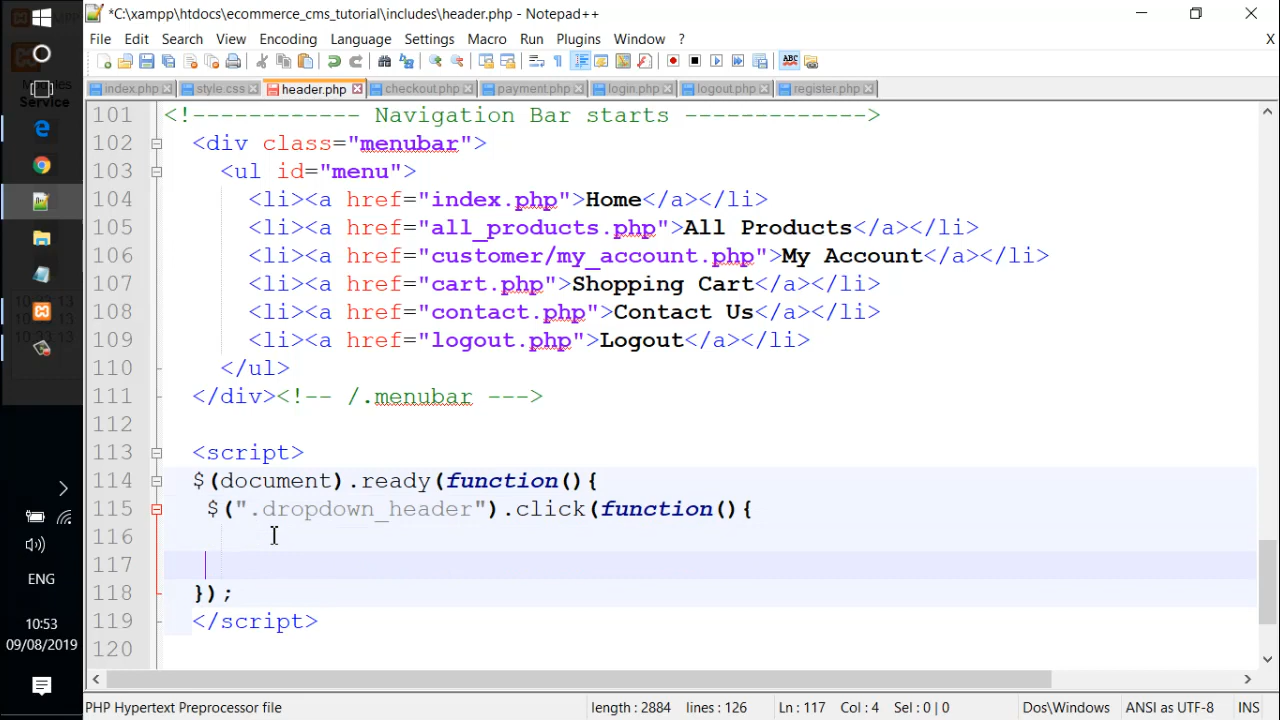 *C:\xampp\htdocs\ecommerce_cms_tutorial\includes\header.php - Notepad++
File Edit Search View Encoding Language Settings Tools Macro Run Plugins Window ? X
index.php style.css header.php checkout.php payment.php login.php logout.php register.php
101 <!------------ Navigation Bar starts ------------->
102 <div class="menubar">
103 <ul id="menu">
104 <li><a href="index.php">Home</a></li>
105 <li><a href="all_products.php">All Products</a></li>
106 <li><a href="customer/my_account.php">My Account</a></li>
107 <li><a href="cart.php">Shopping Cart</a></li>
108 <li><a href="contact.php">Contact Us</a></li>
109 <li><a href="logout.php">Logout</a></li>
110 </ul>
111 </div><!-- /.menubar --->
112
113 <script>
114 $(document).ready(function(){
115 $(".dropdown_header").click(function(){
116
117
118 });
119 </script>
120
PHP Hypertext Preprocessor file length : 2884 lines : 126 Ln : 117 Col : 4 Sel : 0 | 0 Dos\Windows ANSI as UTF-8 INS
Service
ENG
10:53
09/08/2019